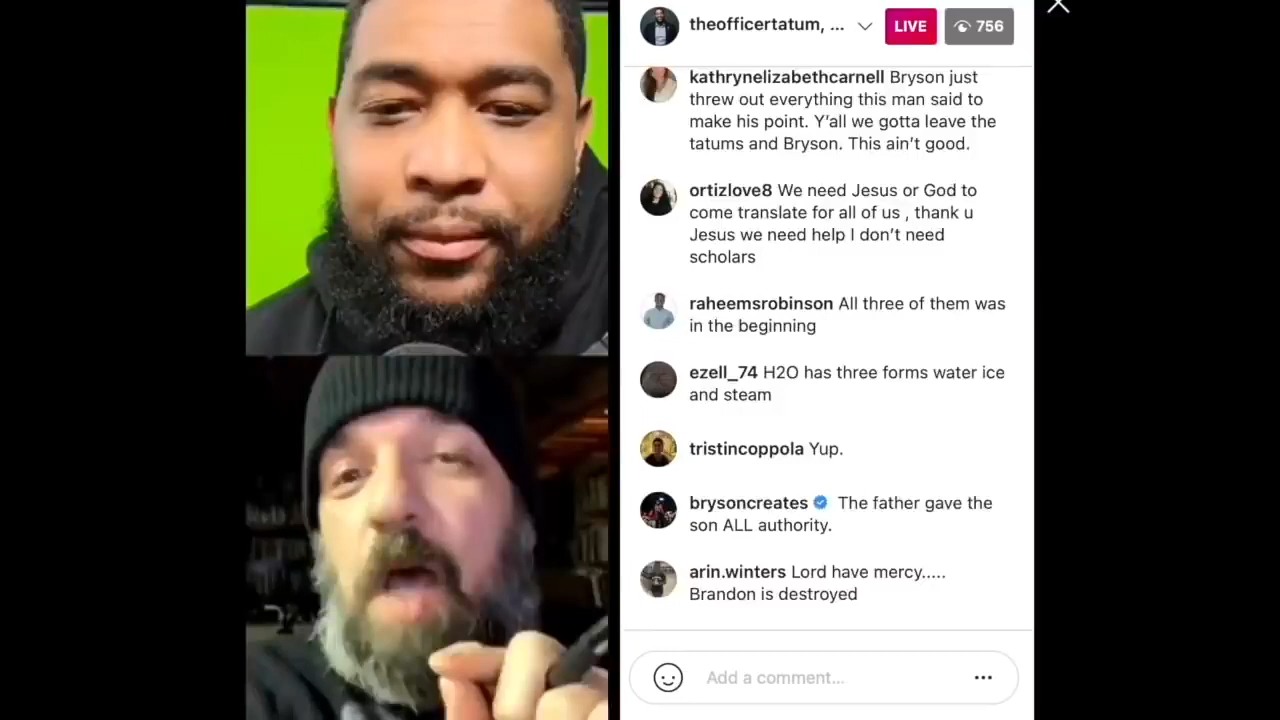 theofficertatum, ...
LIVE
756
kathrynelizabethcarnell Bryson just
threw out everything this man said to
make his point. Y’all we gotta leave the
tatums and Bryson. This ain’t good.
ortizlove8 We need Jesus or God to
come translate for all of us , thank u
Jesus we need help I don’t need
scholars
raheemsrobinson All three of them was
in the beginning
ezell_74 H2O has three forms water ice
and steam
tristincoppola Yup.
brysoncreates The father gave the
son ALL authority.
arin.winters Lord have mercy.....
Brandon is destroyed
Add a comment...